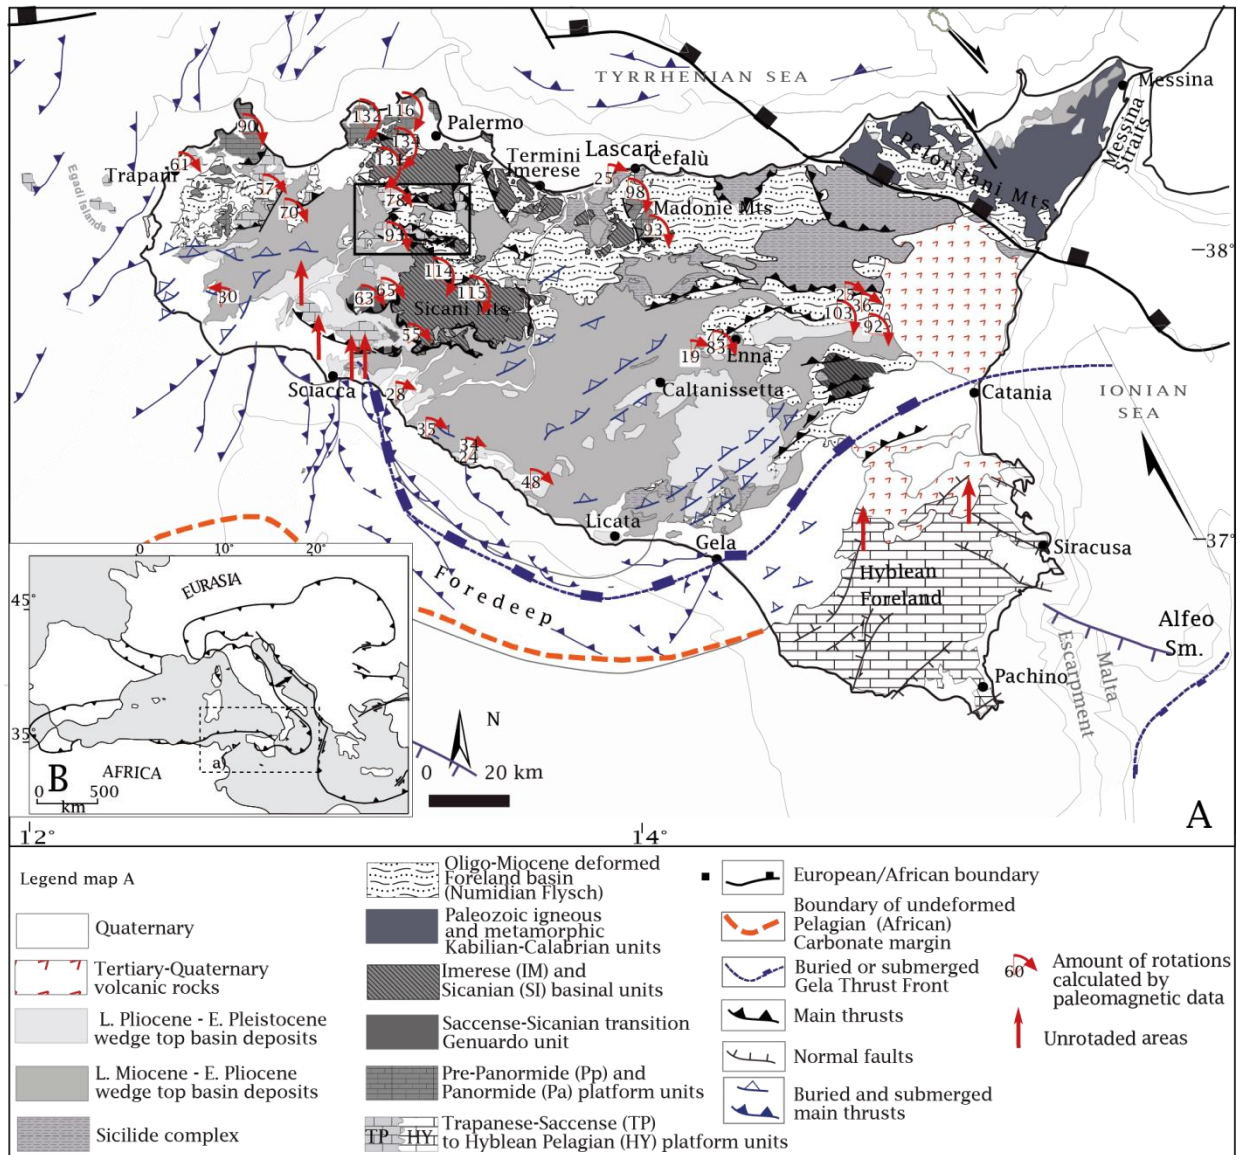 TYRRHENIAN SEA
Messina
Messina
Straits
Peloritani Mts
90
132
116
134
131
Palermo
61
Trapani
57
70
Egadi Islands
78
Termini
Imerese
Lascari
Cefalù
25
98
Madonie Mts
93
114
115
Sicani Mts
65
63
52
30
25
36
103
92
19
83
Enna
Caltanissetta
38°
Sciacca
28
35
34
24
48
Licata
Gela
Catania
IONIAN
SEA
Siracusa
37°
Hyblean
Foreland
Pachino
Foredeep
Alfeo
Sm.
Malta
Escarpment
N
0 20 km
A
12°
14°
0°
10°
20°
45°
35°
EURASIA
AFRICA
a)
B
0 500
km
Legend map A
Quaternary
Tertiary-Quaternary
volcanic rocks
L. Pliocene - E. Pleistocene
wedge top basin deposits
L. Miocene - E. Pliocene
wedge top basin deposits
Sicilide complex
Oligo-Miocene deformed
Foreland basin
(Numidian Flysch)
Paleozoic igneous
and metamorphic
Kabilian-Calabrian units
Imerese (IM) and
Sicanian (SI) basinal units
Saccense-Sicanian transition
Genuardo unit
Pre-Panormide (Pp) and
Panormide (Pa) platform units
TP HY
Trapanese-Saccense (TP)
to Hyblean Pelagian (HY) platform units
European/African boundary
Boundary of undeformed
Pelagian (African)
Carbonate margin
Buried or submerged
Gela Thrust Front
Main thrusts
Normal faults
Buried and submerged
main thrusts
60
Amount of rotations
calculated by
paleomagnetic data
Unrotaded areas